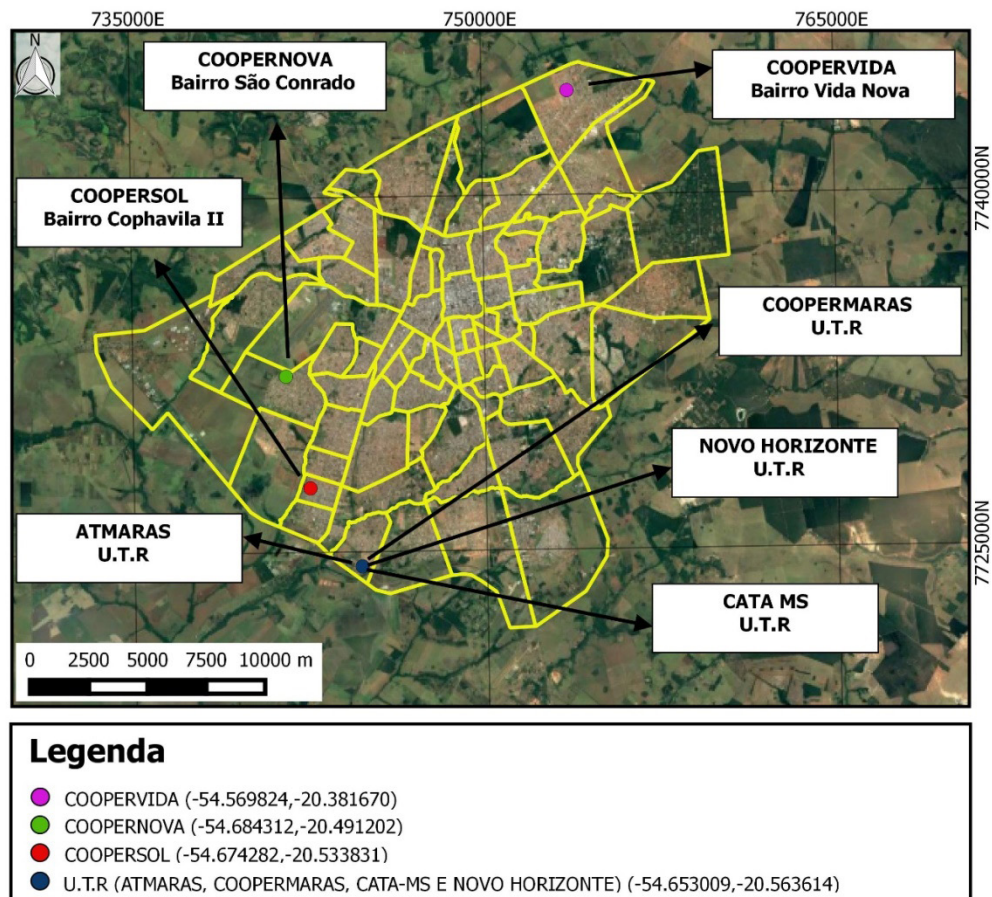 735000E
750000E
765000E
N
COOPERNOVA
Bairro São Conrado
COOPERVIDA
Bairro Vida Nova
COOPERSOL
Bairro Cophavila II
7740000N
COOPERMARAS
U.T.R
NOVO HORIZONTE
U.T.R
ATMARAS
U.T.R
7725000N
CATA MS
U.T.R
0 2500 5000 7500 10000 m
Legenda
COOPERVIDA (-54.569824,-20.381670)
COOPERNOVA (-54.684312,-20.491202)
COOPERSOL (-54.674282,-20.533831)
U.T.R (ATMARAS, COOPERMARAS, CATA-MS E NOVO HORIZONTE) (-54.653009,-20.563614)